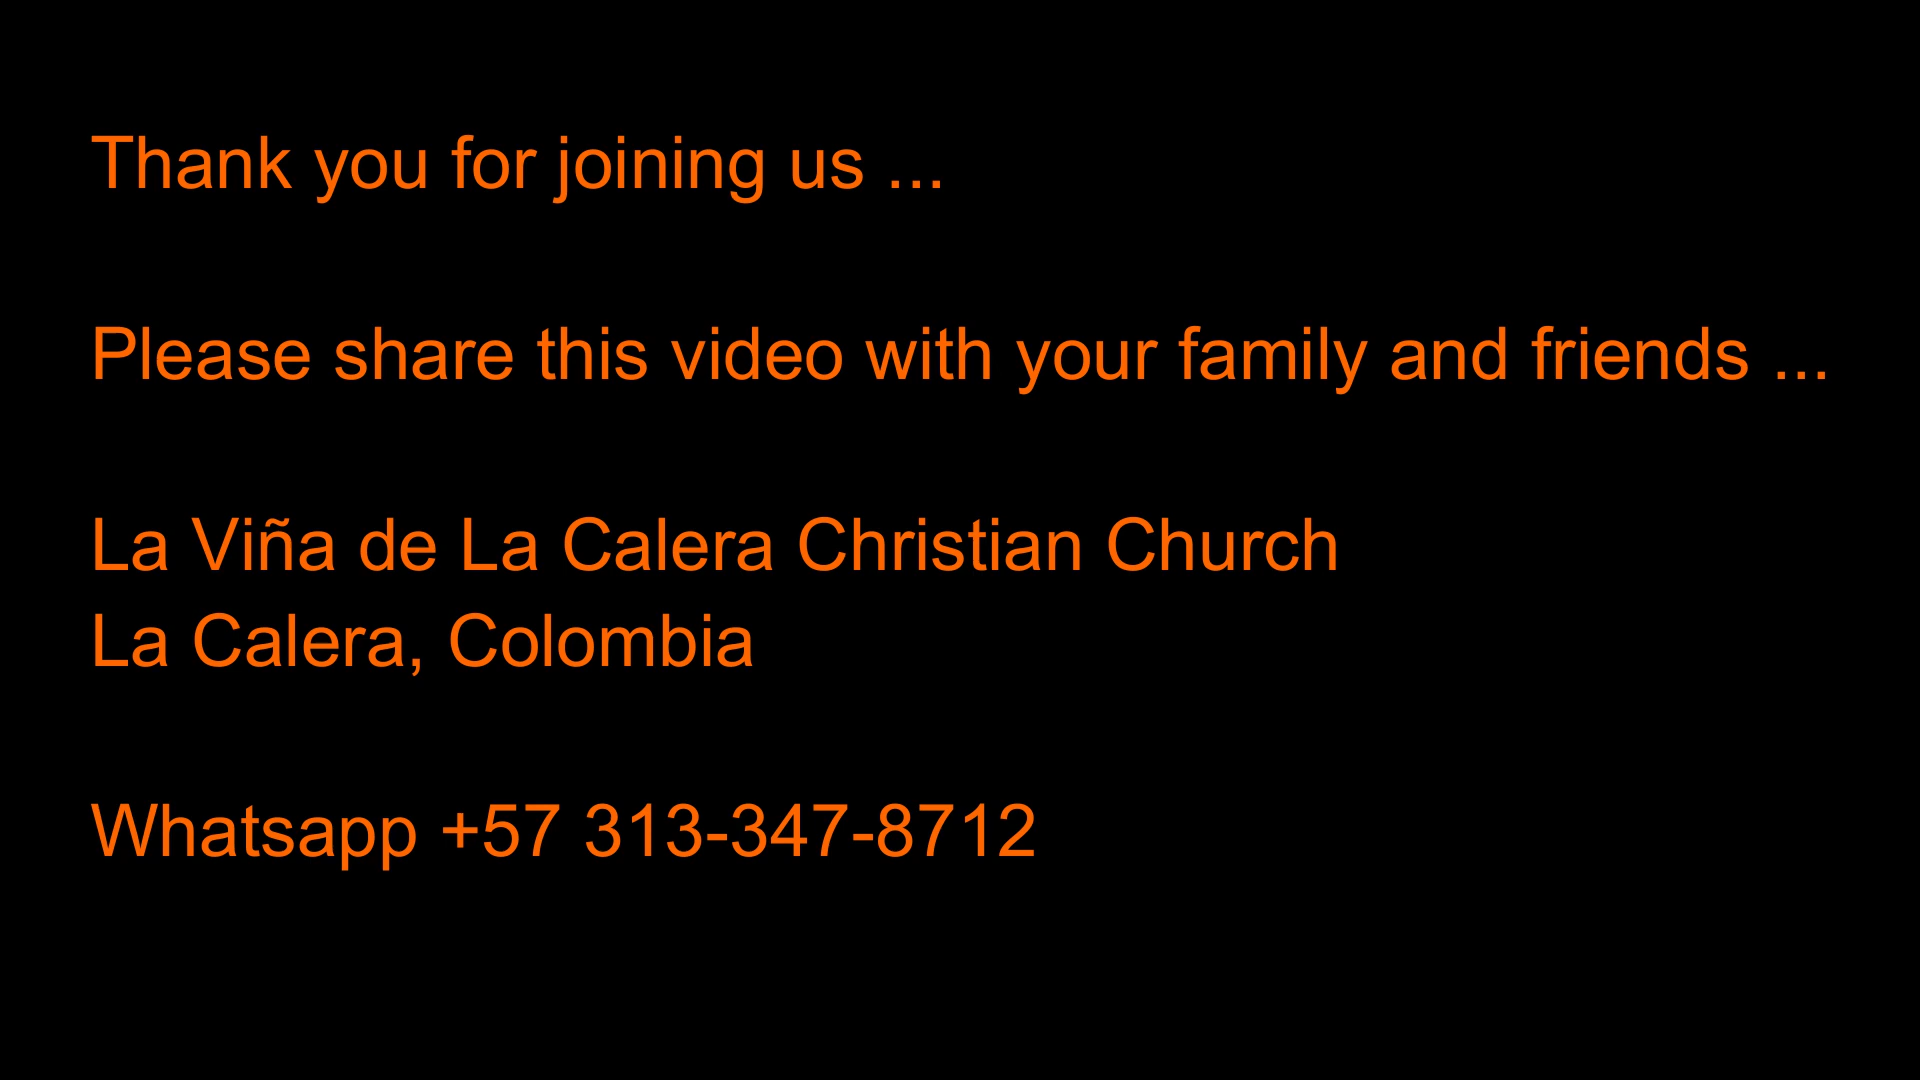 Thank you for joining us ...
Please share this video with your family and friends ...
La Viña de La Calera Christian Church
La Calera, Colombia
Whatsapp +57 313-347-8712